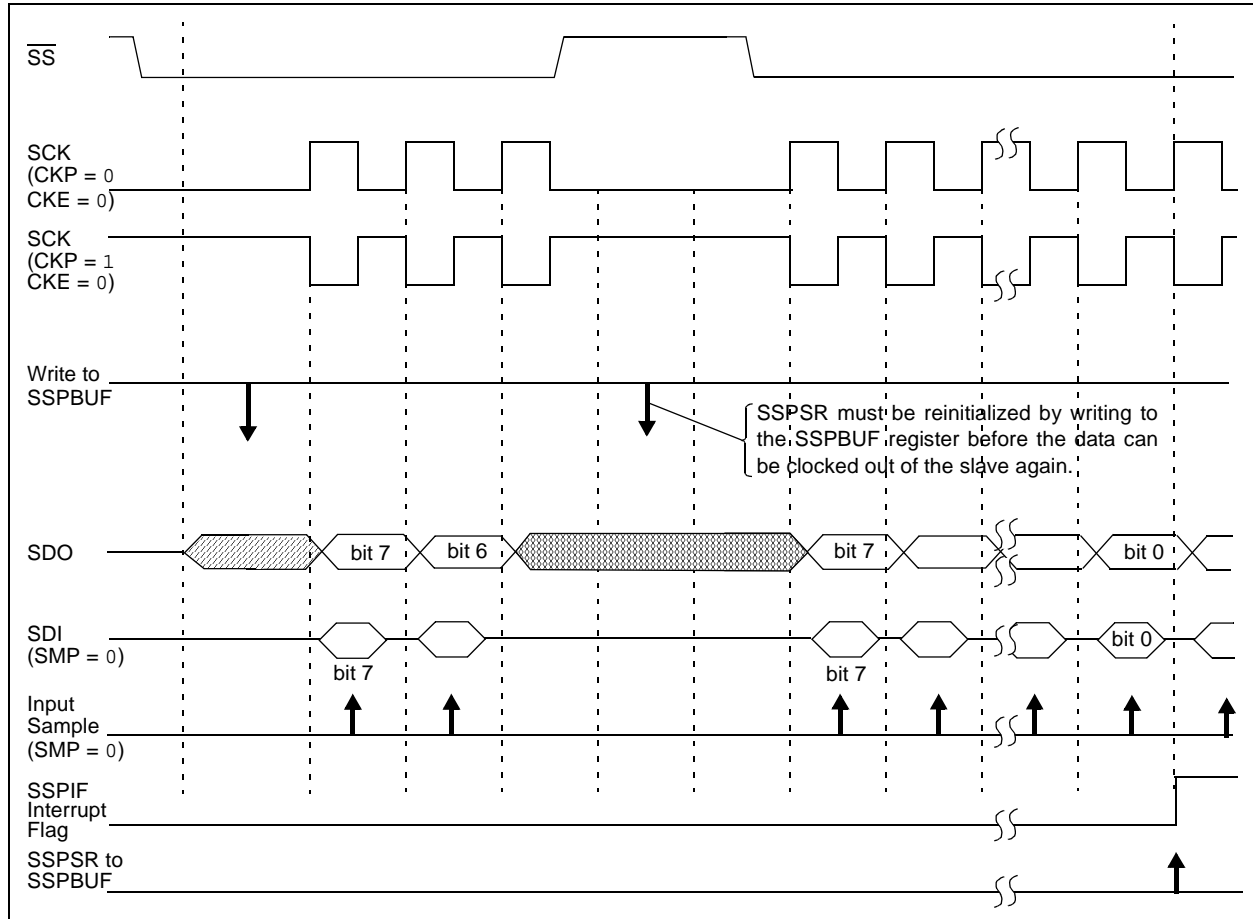 SS
SCK
(CKP = 0
CKE = 0)
SCK
(CKP = 1
CKE = 0)
Write to
SSPBUF
SSPSR must be reinitialized by writing to
the SSPBUF register before the data can
be clocked out of the slave again.
SDO
bit 7
bit 6
bit 7
bit 0
SDI
(SMP = 0)
bit 7
bit 7
bit 0
Input
Sample
(SMP = 0)
SSPIF
Interrupt
Flag
SSPSR to
SSPBUF